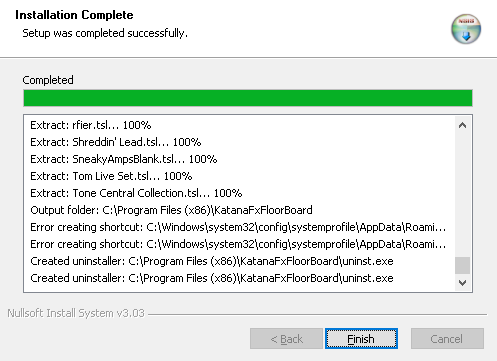 Installation Complete
Setup was completed successfully.
Completed
Extract: rfier.tsl... 100%
Extract: Shreddin' Lead.tsl... 100%
Extract: SneakyAmpsBlank.tsl... 100%
Extract: Tom Live Set.tsl... 100%
Extract: Tone Central Collection.tsl... 100%
Output folder: C:\Program Files (x86)\KatanaFxFloorBoard
Error creating shortcut: C:\Windows\system32\config\systemprofile\AppData\Roami...
Error creating shortcut: C:\Windows\system32\config\systemprofile\AppData\Roami...
Created uninstaller: C:\Program Files (x86)\KatanaFxFloorBoard\uninst.exe
Created uninstaller: C:\Program Files (x86)\KatanaFxFloorBoard\uninst.exe
Nullsoft Install System v3.03
< Back
Finish
Cancel